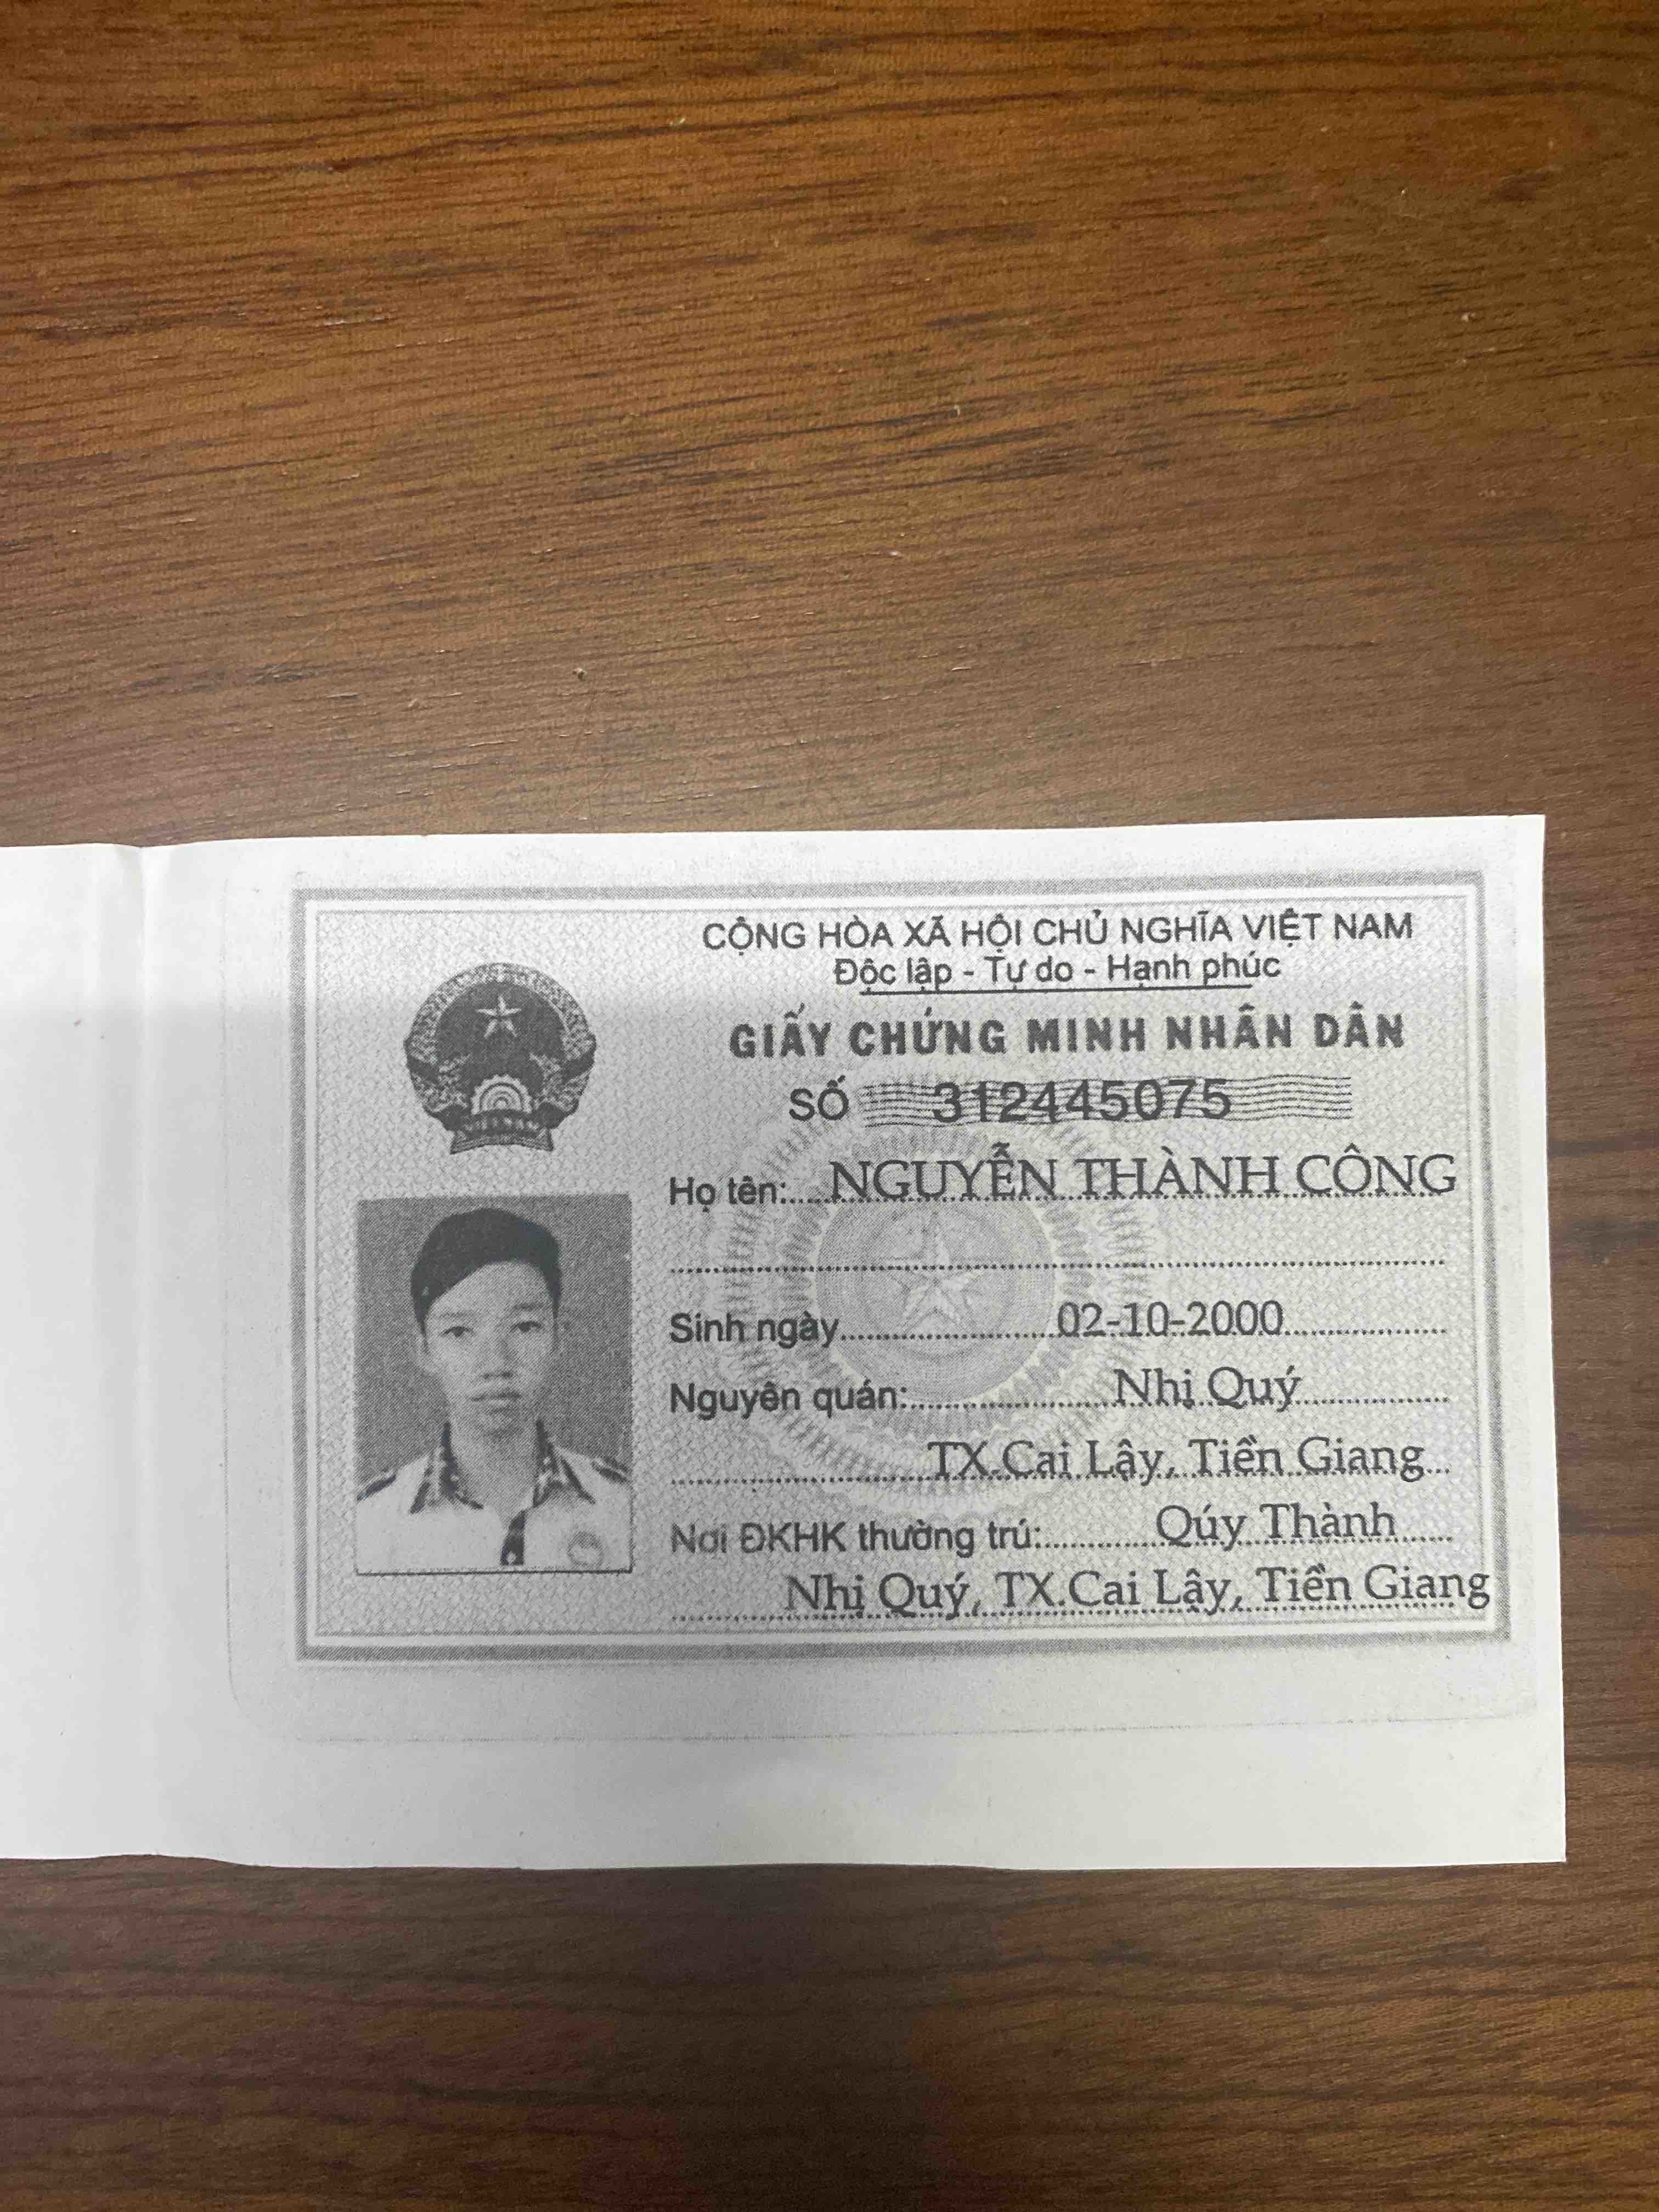 CỘNG HÒA XÃ HỘI CHỦ NGHĨA VIỆT NAM
Độc lập - Tự do - Hạnh phúc
GIẤY CHỨNG MINH NHÂN DÂN
SỐ 312445075
Họ tên: NGUYỄN THÀNH CÔNG
Sinh ngày 02-10-2000
Nguyên quán: Nhị Quý
TX.Cai Lậy, Tiền Giang
Nơi ĐKHK thường trú: Qúy Thành
Nhị Quý, TX.Cai Lậy, Tiền Giang
VIỆT NAM